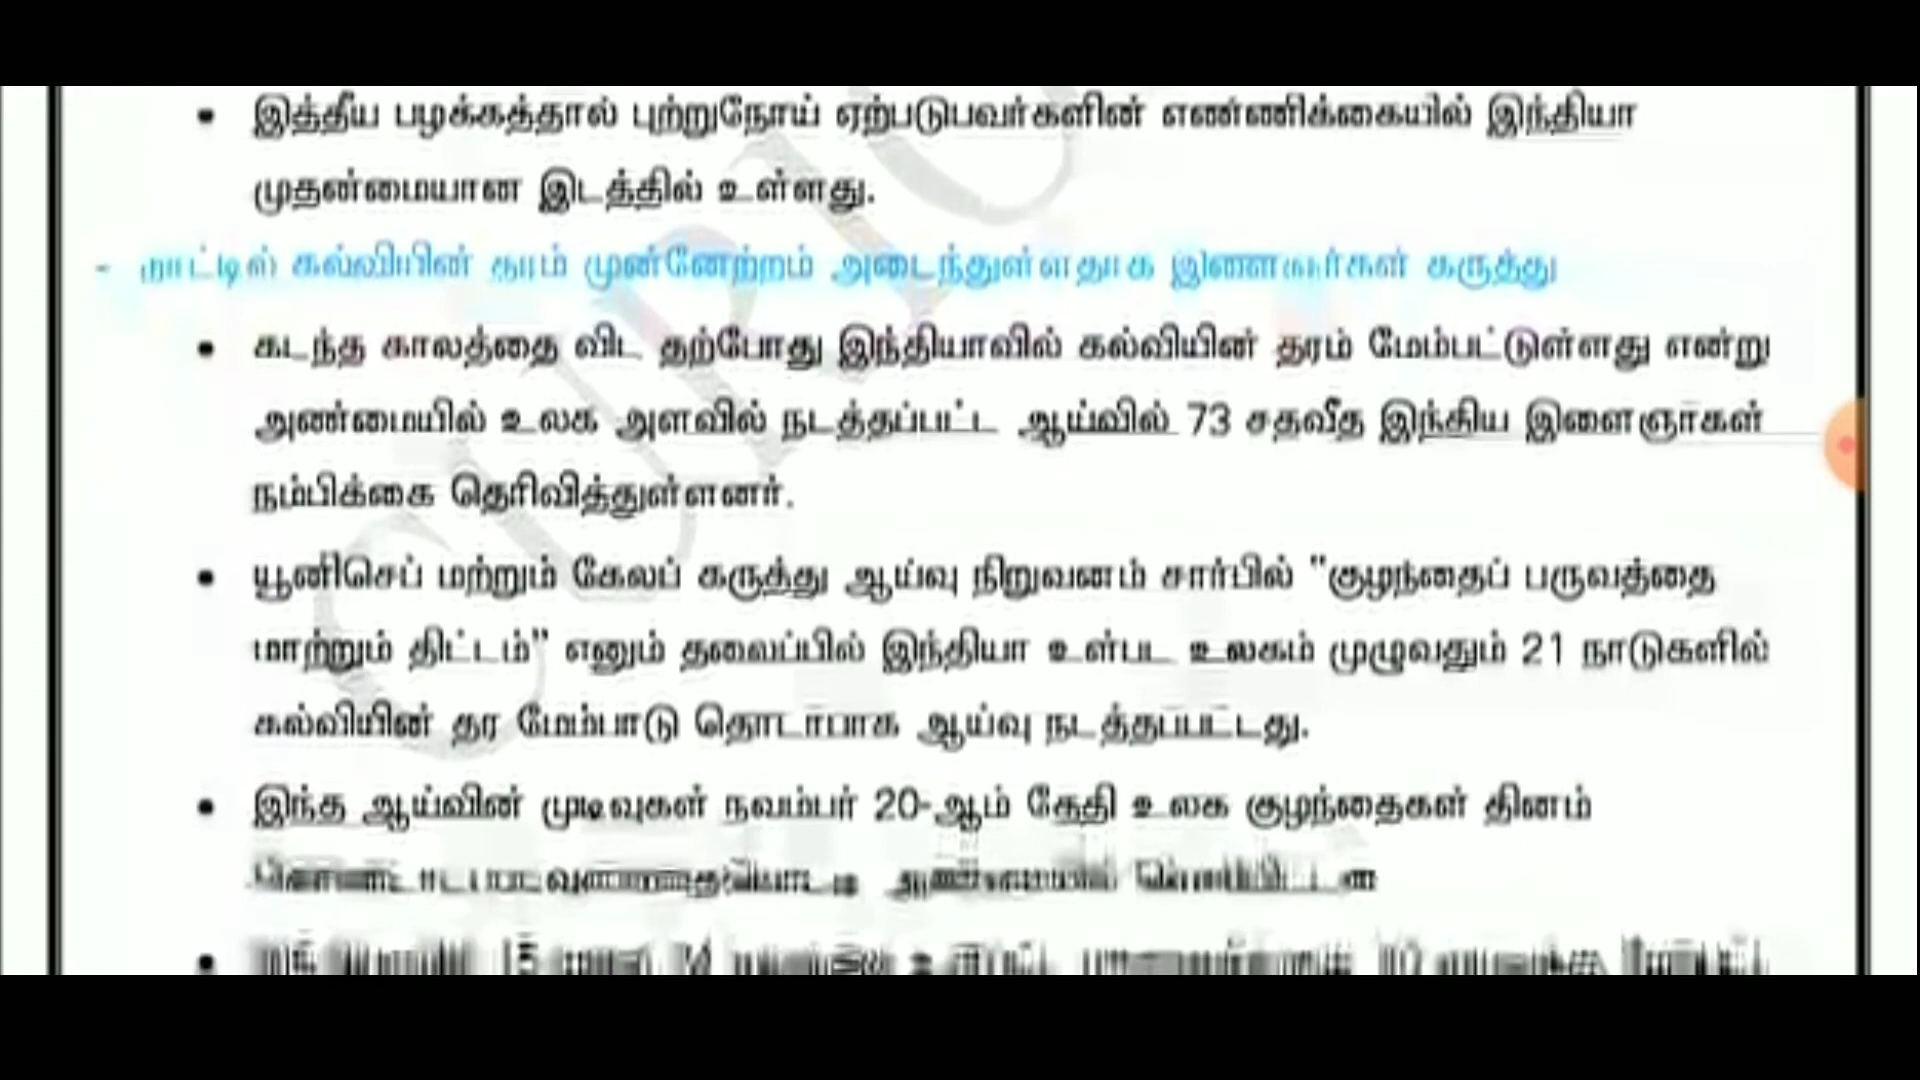 • இத்தீய பழக்கத்தால் புற்றுநோய் ஏற்படுபவர்களின் எண்ணிக்கையில் இந்தியா
முதன்மையான இடத்தில் உள்ளது.
- நாட்டில் கல்வியின் தரம் முன்னேற்றம் அடைந்துள்ளதாக இளைஞர்கள் கருத்து
• கடந்த காலத்தை விட தற்போது இந்தியாவில் கல்வியின் தரம் மேம்பட்டுள்ளது என்று
அண்மையில் உலக அளவில் நடத்தப்பட்ட ஆய்வில் 73 சதவீத இந்திய இளைஞர்கள்
நம்பிக்கை தெரிவித்துள்ளனர்.
• யூனிசெப் மற்றும் கேலப் கருத்து ஆய்வு நிறுவனம் சார்பில் "குழந்தைப் பருவத்தை
மாற்றும் திட்டம்" எனும் தலைப்பில் இந்தியா உள்பட உலகம் முழுவதும் 21 நாடுகளில்
கல்வியின் தர மேம்பாடு தொடர்பாக ஆய்வு நடத்தப்பட்டது.
• இந்த ஆய்வின் முடிவுகள் நவம்பர் 20-ஆம் தேதி உலக குழந்தைகள் தினம்
அண்மையில்